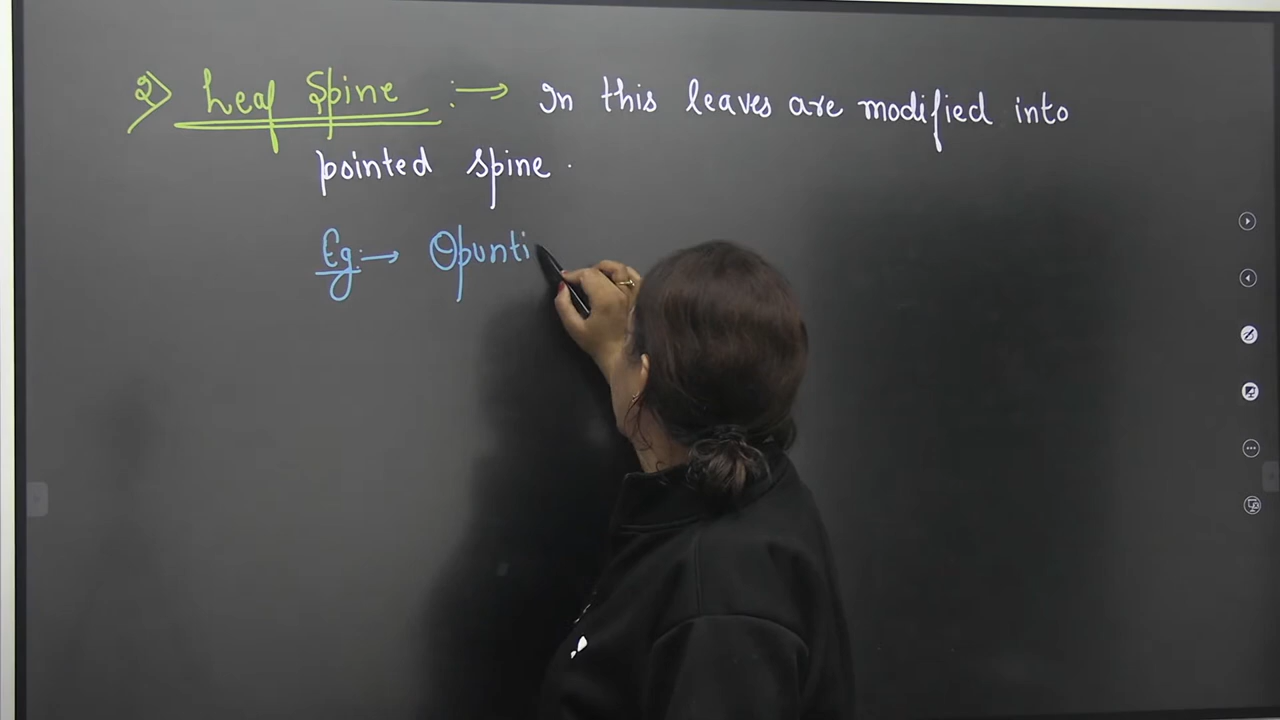 2) Leaf Spine :→ In this leaves are modified into
pointed spine.
Eg:→ Opunti